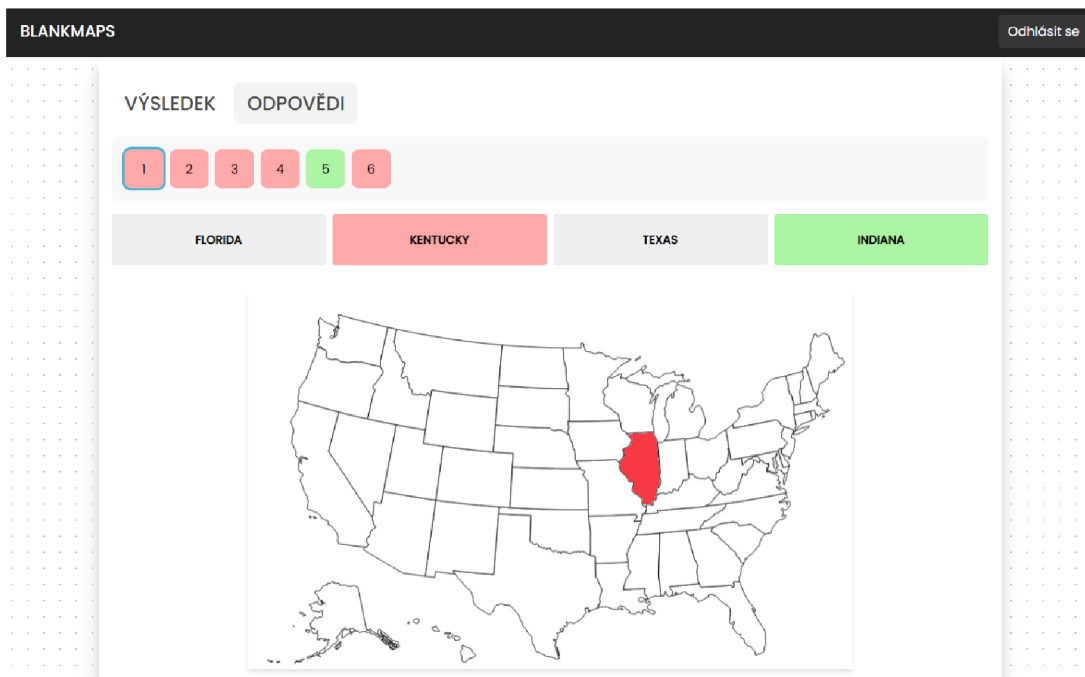 BLANKMAPS Odhlásit se
VÝSLEDEK ODPOVĚDI
1 2 3 4 5 6
FLORIDA KENTUCKY TEXAS INDIANA